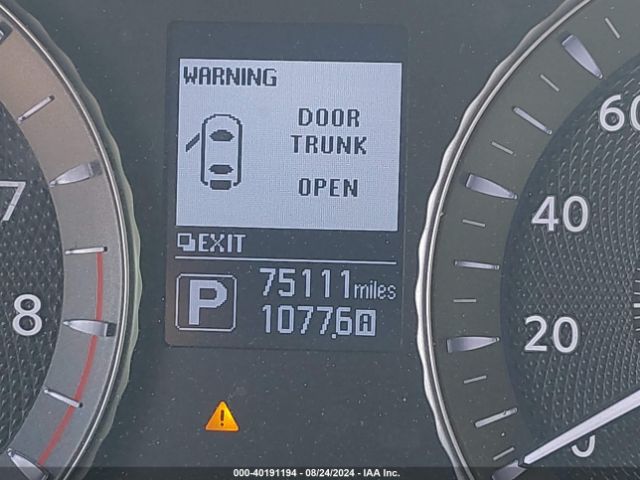 WARNING
DOOR
TRUNK
OPEN
EXIT
P
75111 miles
1077.6 A
7
8
60
40
20
0
000-40191194 - 08/24/2024 - IAA Inc.